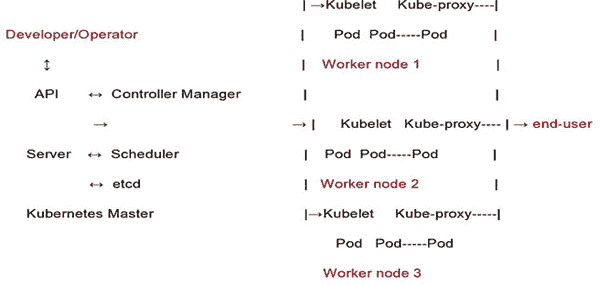 |→Kubelet Kube-proxy----|
Developer/Operator | Pod Pod-----Pod |
↕ | Worker node 1 |
API ↔ Controller Manager | |
→ → | Kubelet Kube-proxy---- | → end-user
Server ↔ Scheduler | Pod Pod-----Pod |
↔ etcd | Worker node 2 |
Kubernetes Master |→Kubelet Kube-proxy-----|
Pod Pod-----Pod
Worker node 3